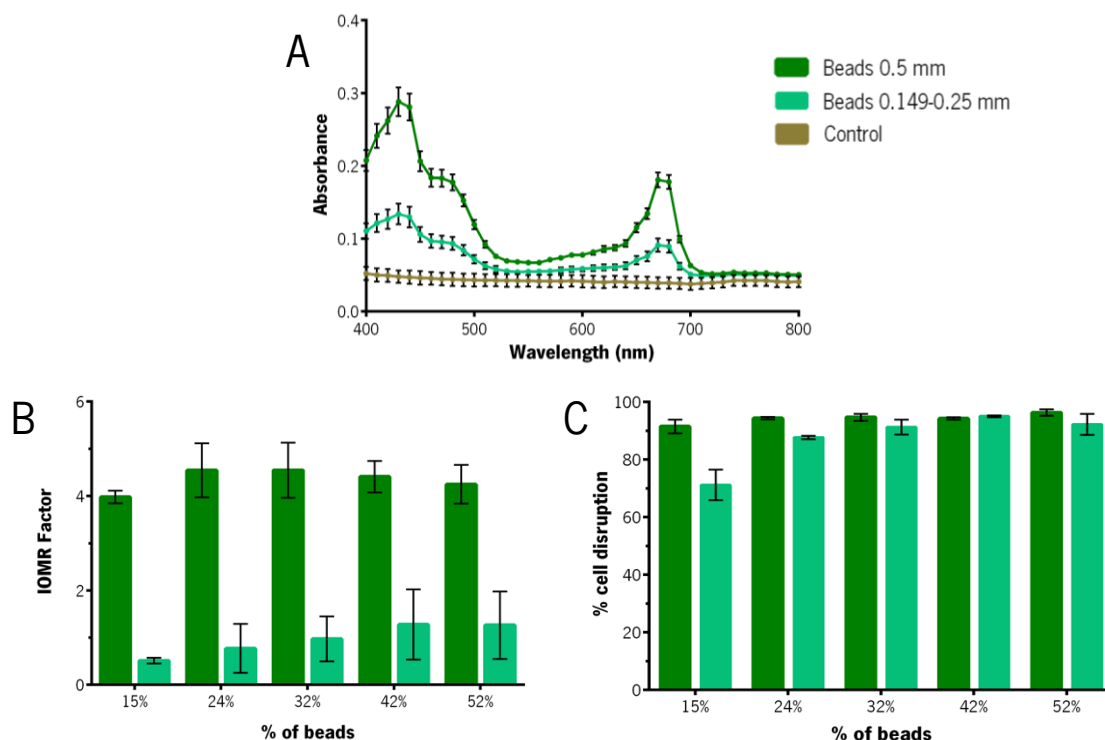 A
Absorbance
0.4
0.3
0.2
0.1
0.0
400 500 600 700 800
Wavelength (nm)
Beads 0.5 mm
Beads 0.149-0.25 mm
Control
B
IOMR Factor
6
4
2
0
15% 24% 32% 42% 52%
% of beads
C
% cell disruption
100
80
60
40
20
0
15% 24% 32% 42% 52%
% of beads